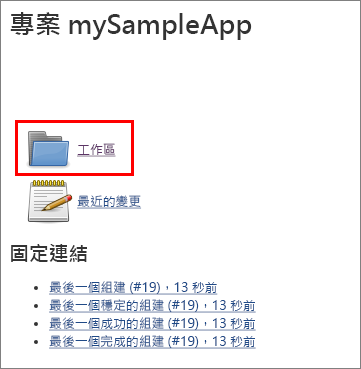 專案 mySampleApp
工作區
最近的變更
固定連結
最後一個組建 (#19)，13 秒前
最後一個穩定的組建 (#19)，13 秒前
最後一個成功的組建 (#19)，13 秒前
最後一個完成的組建 (#19)，13 秒前